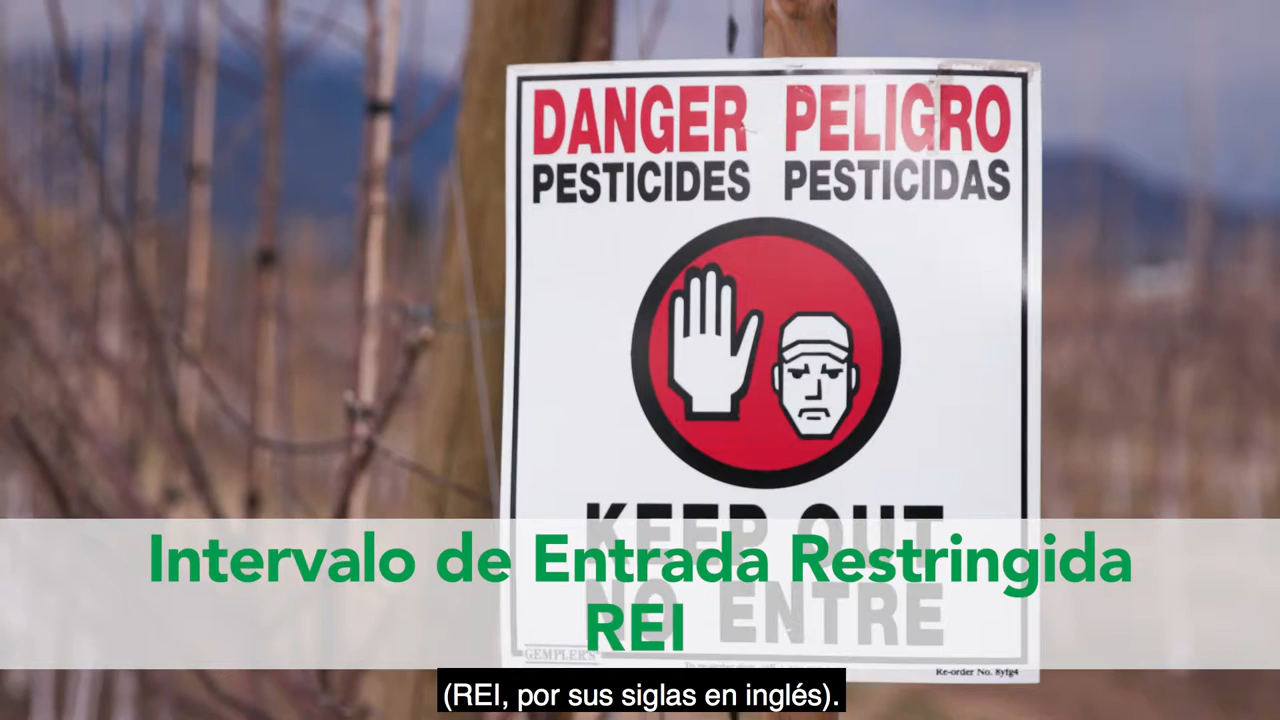 DANGER PELIGRO
PESTICIDES PESTICIDAS
KEEP OUT
Intervalo de Entrada Restringida
NO ENTRE
REI
GEMPLER'S
Re-order No.
(REI, por sus siglas en inglés).